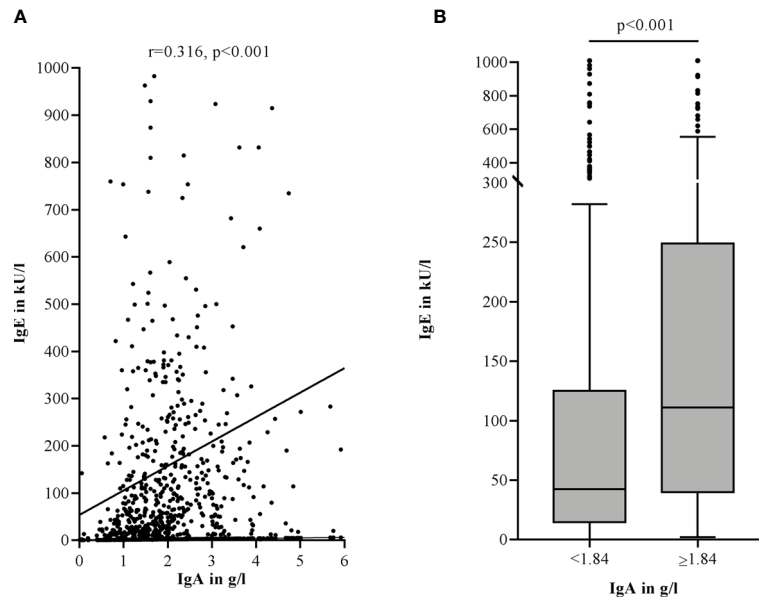 A
r=0.316, p<0.001
1000
900
800
700
600
500
400
300
200
100
0
IgE in kU/l
0 1 2 3 4 5 6
IgA in g/l
B
p<0.001
1000
800
600
400
300
250
200
150
100
50
0
IgE in kU/l
<1.84 ≥1.84
IgA in g/l